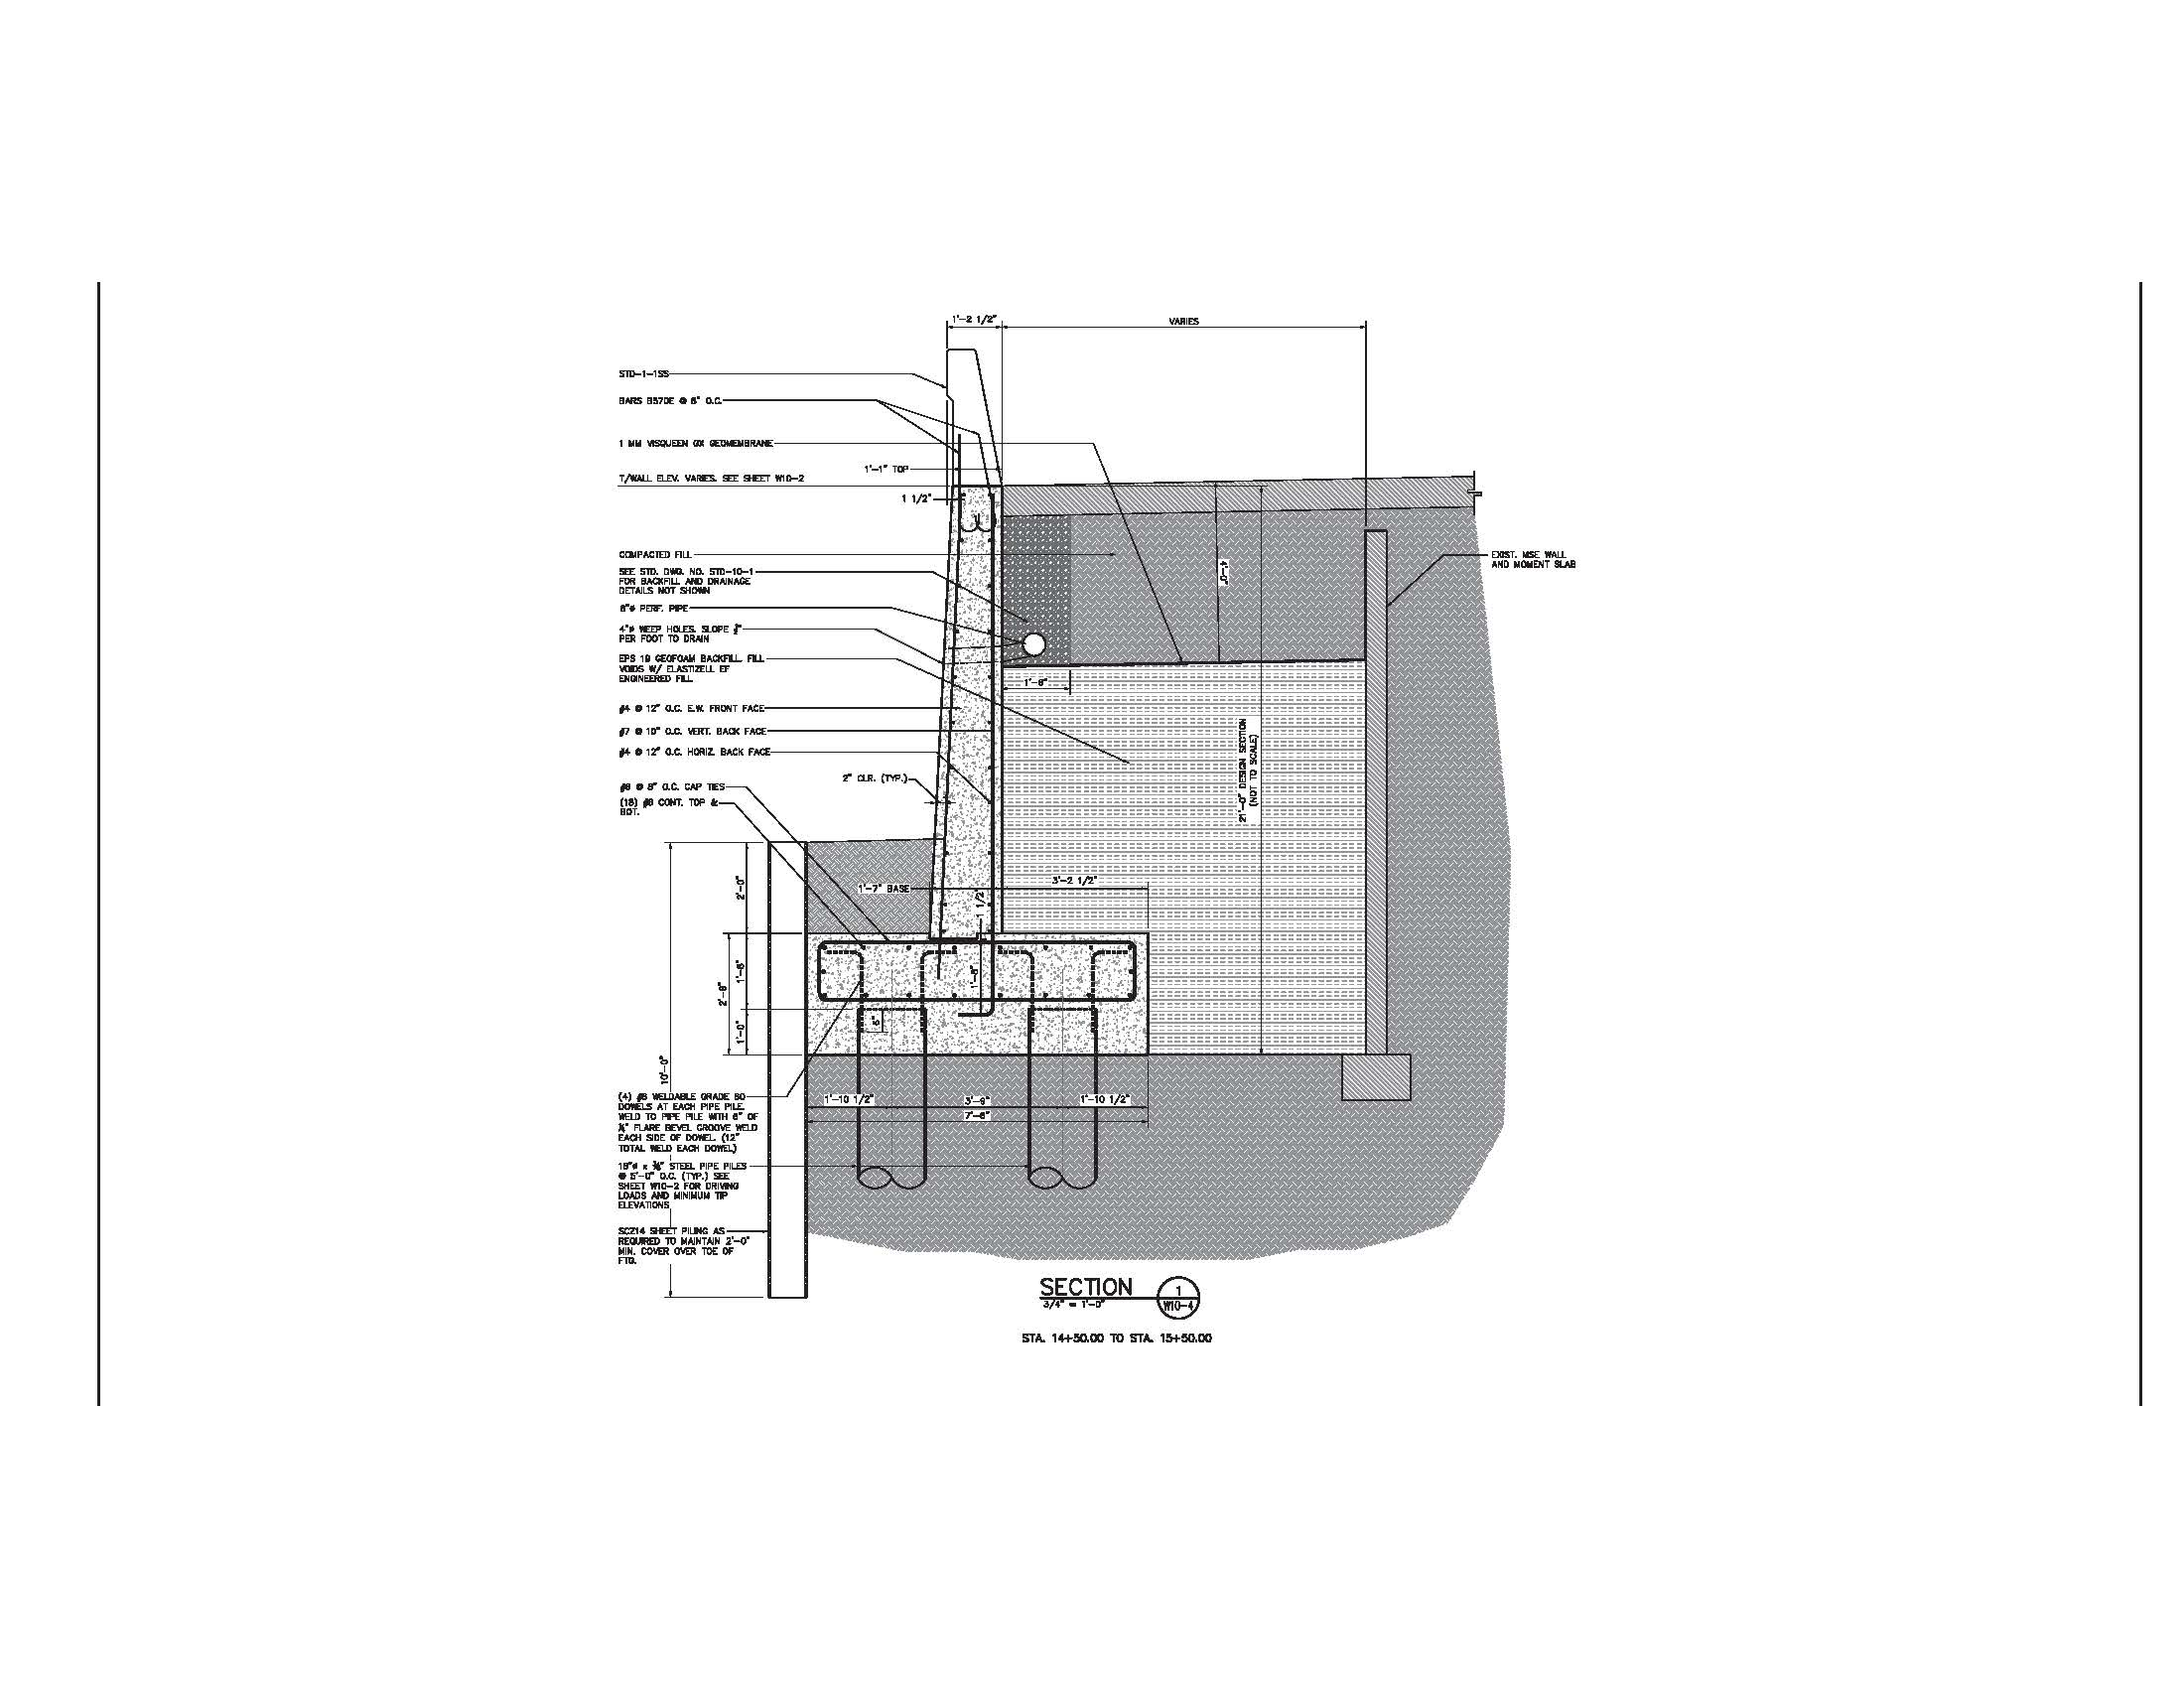 1'-2 1/2"
VARIES
STD-1-1SS
BARS B570E @ 6" O.C.
1 MM VISQUEEN GX GEOMEMBRANE
1'-1" TOP
T/WALL ELEV. VARIES. SEE SHEET W10-2
1 1/2"
COMPACTED FILL
EXIST. MSE WALL
AND MOMENT SLAB
SEE STD. DWG. NO. STD-10-1
FOR BACKFILL AND DRAINAGE
DETAILS NOT SHOWN
4'-0"
PERF. PIPE
4"ø WEEP HOLES. SLOPE
PER FOOT TO DRAIN
EPS 19 GEOFOAM BACKFILL. FILL
VOIDS W/ ELASTIZELL EF
ENGINEERED FILL
1'-6"
#4 @ 12" O.C. E.W. FRONT FACE
#7 @ 10" O.C. VERT. BACK FACE
#4 @ 12" O.C. HORIZ. BACK FACE
21'-0" DESIGN SECTION
(NOT TO SCALE)
2" CLR. (TYP.)
O.C. CAP TIES
CONT. TOP &
BOT.
2'-0"
1'-7" BASE
3'-2 1/2"
1 1/2"
1'-8"
1'-0"
10'-0"
(4) WELDABLE GRADE 60
DOWELS AT EACH PIPE PILE.
WELD TO PIPE PILE WITH 6" OF
FLARE BEVEL GROOVE WELD
EACH SIDE OF DOWEL. (12"
TOTAL WELD EACH DOWEL)
1'-10 1/2"
3'-9"
1'-10 1/2"
7'-6"
STEEL PIPE PILES
@ 5'-0" O.C. (TYP.) SEE
SHEET W10-2 FOR DRIVING
LOADS AND MINIMUM TIP
ELEVATIONS
SCZ14 SHEET PILING AS
REQUIRED TO MAINTAIN 2'-0"
MIN. COVER OVER TOE OF
FTG.
SECTION
3/4" = 1'-0"
1
W10-4
STA. 14+50.00 TO STA. 15+50.00